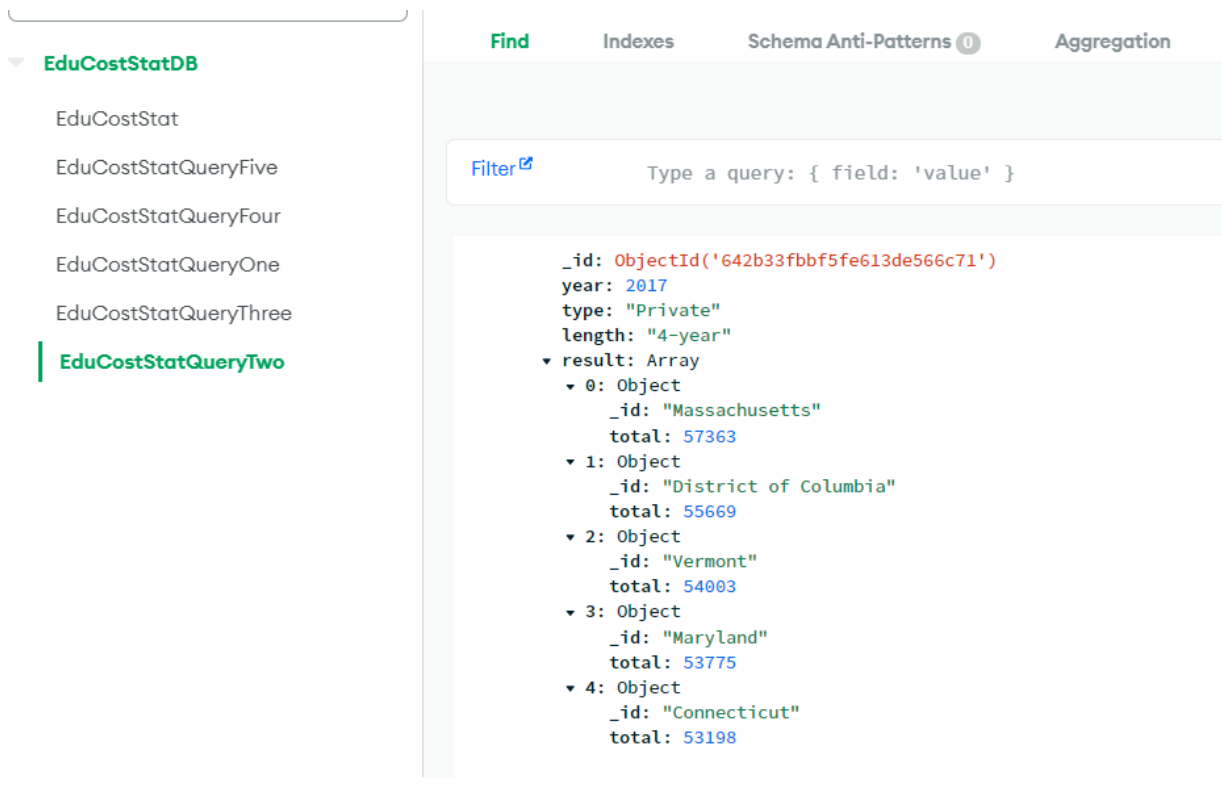 EduCostStatDB
EduCostStat
EduCostStatQueryFive
EduCostStatQueryFour
EduCostStatQueryOne
EduCostStatQueryThree
EduCostStatQueryTwo
Find Indexes Schema Anti-Patterns 0 Aggregation
Filter Type a query: { field: 'value' }
_id: ObjectId('642b33fbbf5fe613de566c71')
year: 2017
type: "Private"
length: "4-year"
result: Array
0: Object
_id: "Massachusetts"
total: 57363
1: Object
_id: "District of Columbia"
total: 55669
2: Object
_id: "Vermont"
total: 54003
3: Object
_id: "Maryland"
total: 53775
4: Object
_id: "Connecticut"
total: 53198